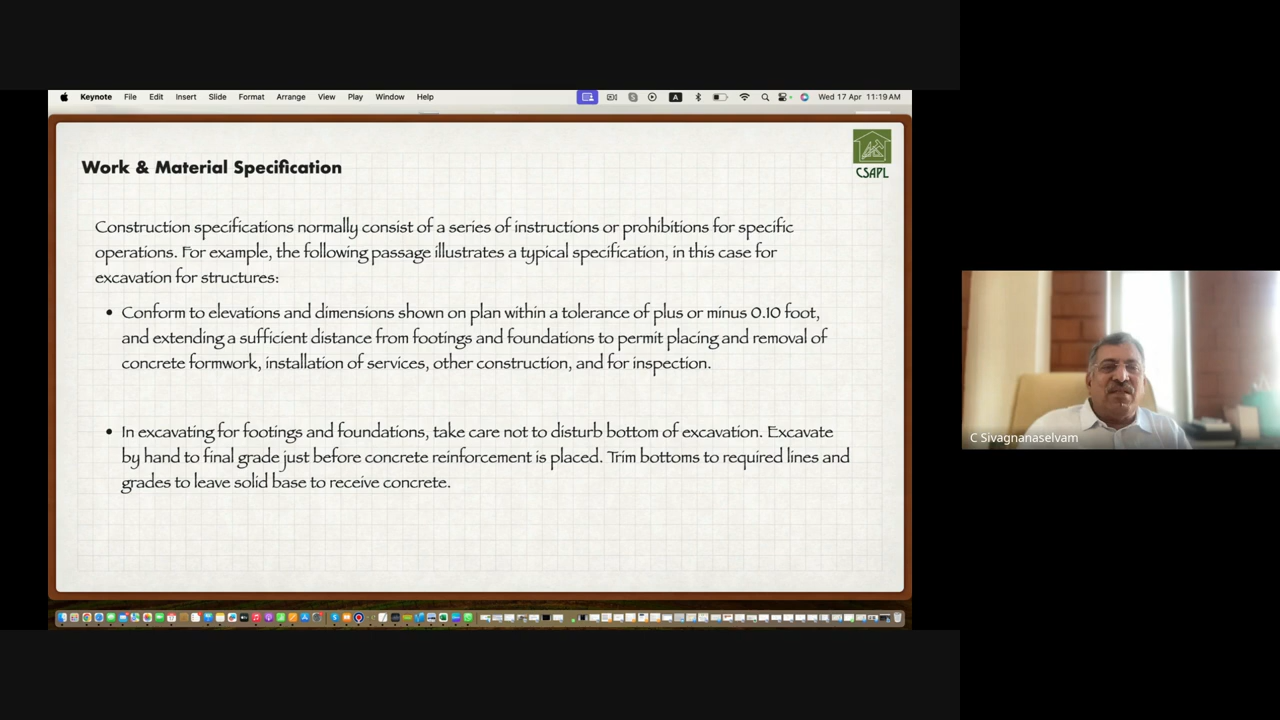 Keynote File Edit Insert Slide Format Arrange View Play Window Help A Wed 17 Apr 11:19 AM
Work & Material Specification
CSAPL
Construction specifications normally consist of a series of instructions or prohibitions for specific
operations. For example, the following passage illustrates a typical specification, in this case for
excavation for structures:
• Conform to elevations and dimensions shown on plan within a tolerance of plus or minus 0.10 foot,
and extending a sufficient distance from footings and foundations to permit placing and removal of
concrete formwork, installation of services, other construction, and for inspection.
• In excavating for footings and foundations, take care not to disturb bottom of excavation. Excavate
by hand to final grade just before concrete reinforcement is placed. Trim bottoms to required lines and
grades to leave solid base to receive concrete.
C Sivagnanaselvam